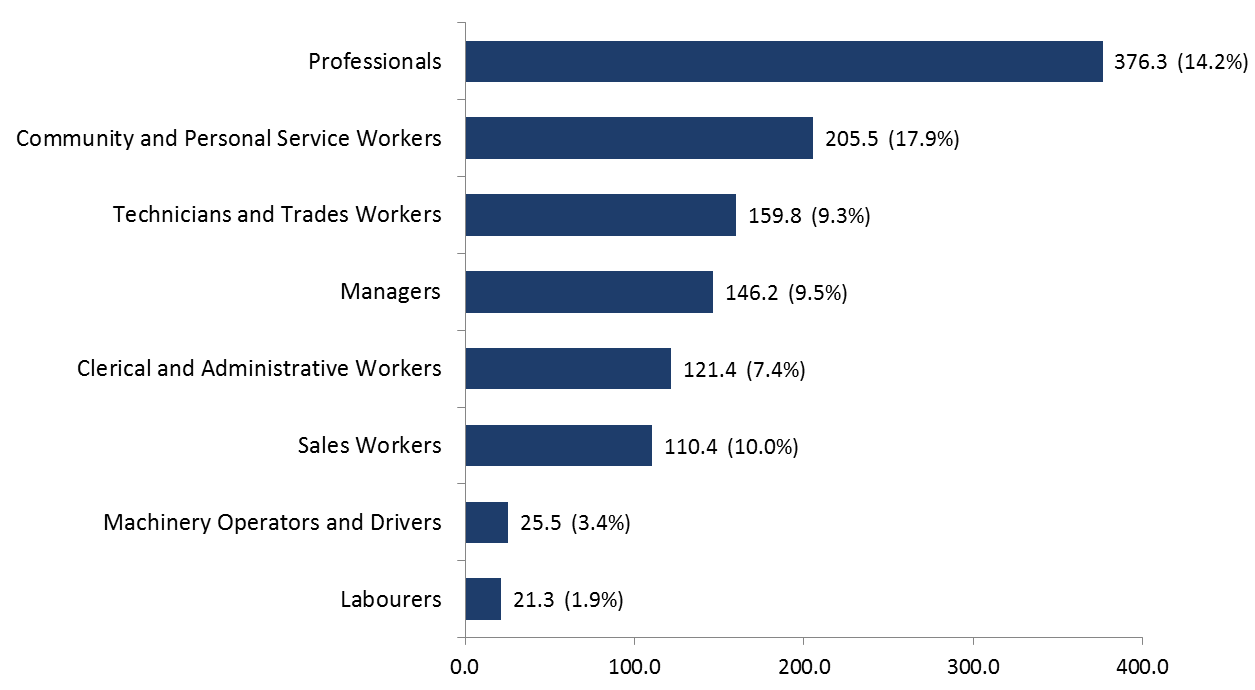 Professionals 376.3 (14.2%)
Community and Personal Service Workers 205.5 (17.9%)
Technicians and Trades Workers 159.8 (9.3%)
Managers 146.2 (9.5%)
Clerical and Administrative Workers 121.4 (7.4%)
Sales Workers 110.4 (10.0%)
Machinery Operators and Drivers 25.5 (3.4%)
Labourers 21.3 (1.9%)
0.0 100.0 200.0 300.0 400.0